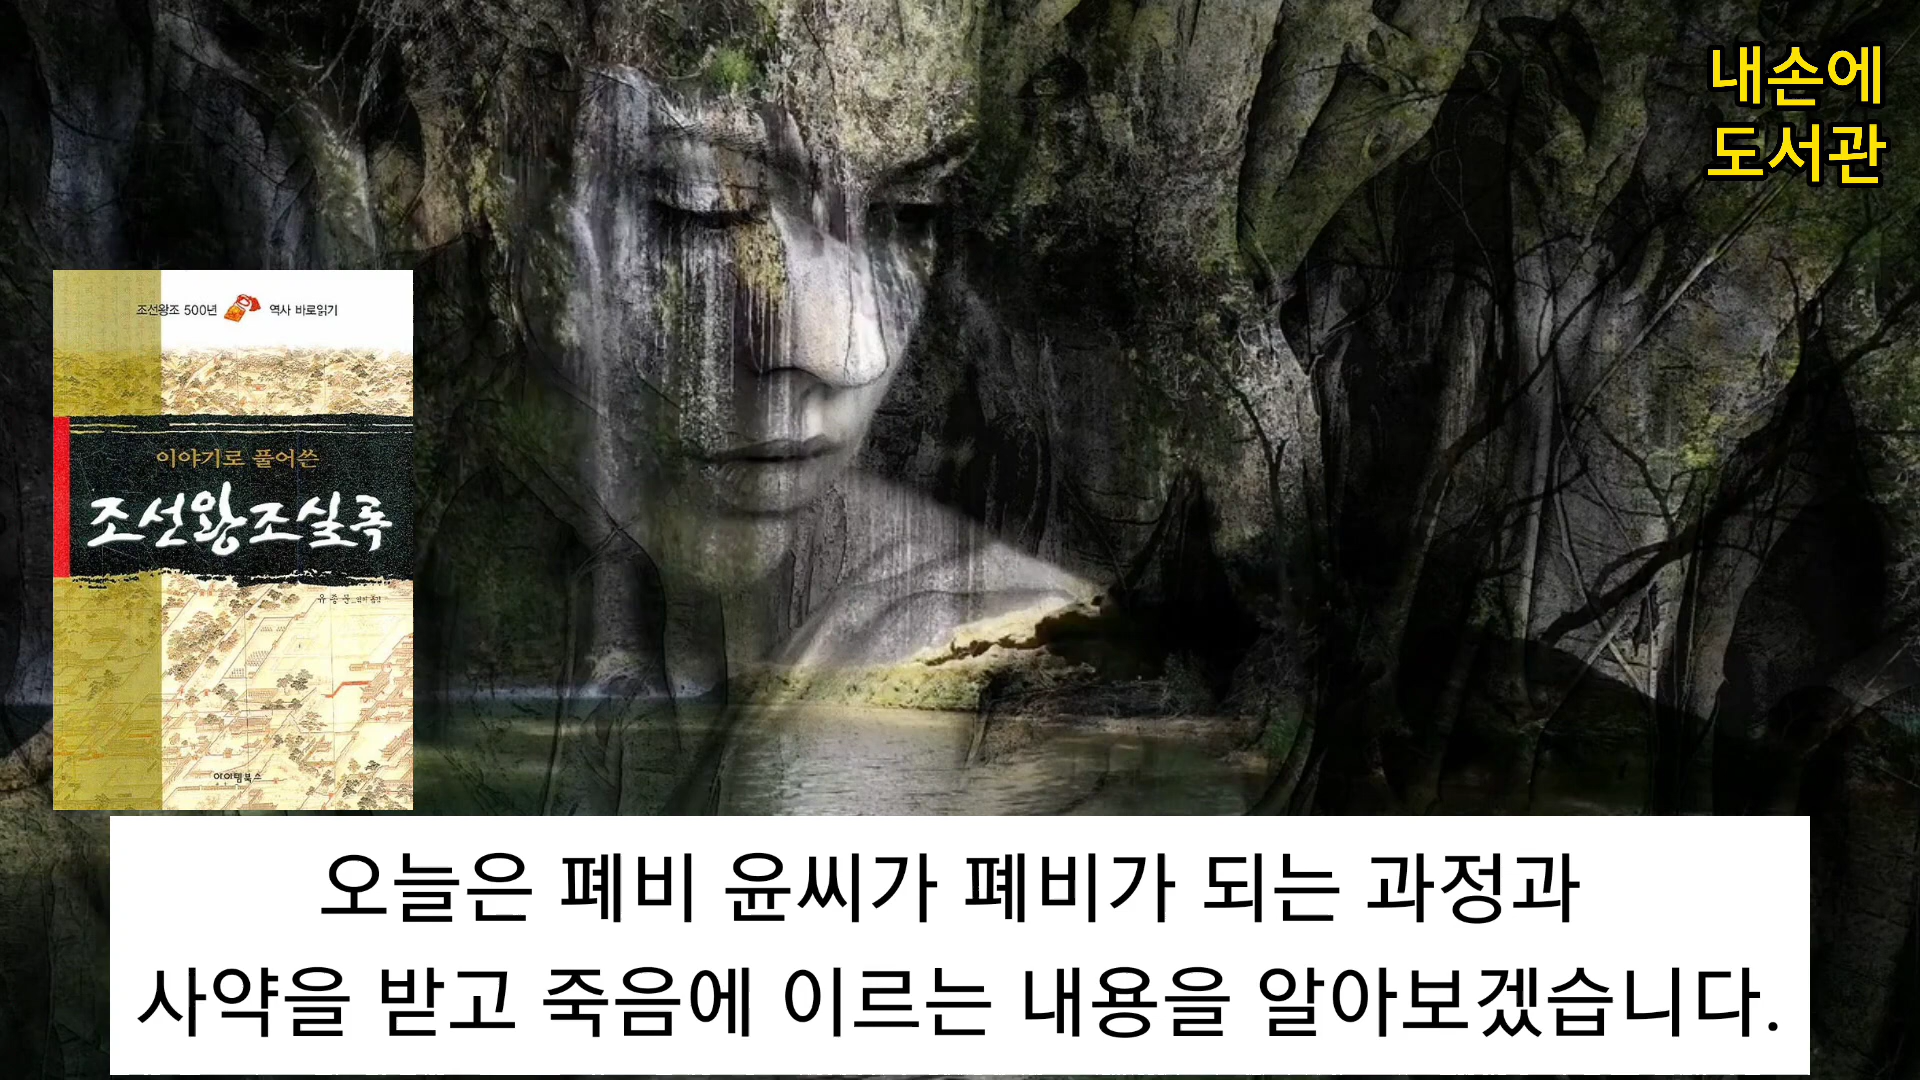 내손에
도서관
조선왕조 500년 역사 바로읽기
이야기로 풀어쓴
조선왕조실록
유종문
아이템북스
오늘은 폐비 윤씨가 폐비가 되는 과정과
사약을 받고 죽음에 이르는 내용을 알아보겠습니다.